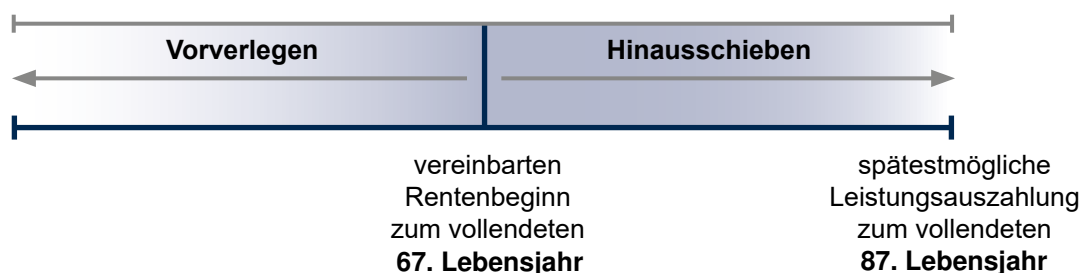 Vorverlegen
Hinausschieben
vereinbarten
Rentenbeginn
zum vollendeten
67. Lebensjahr
spätestmögliche
Leistungsauszahlung
zum vollendeten
87. Lebensjahr